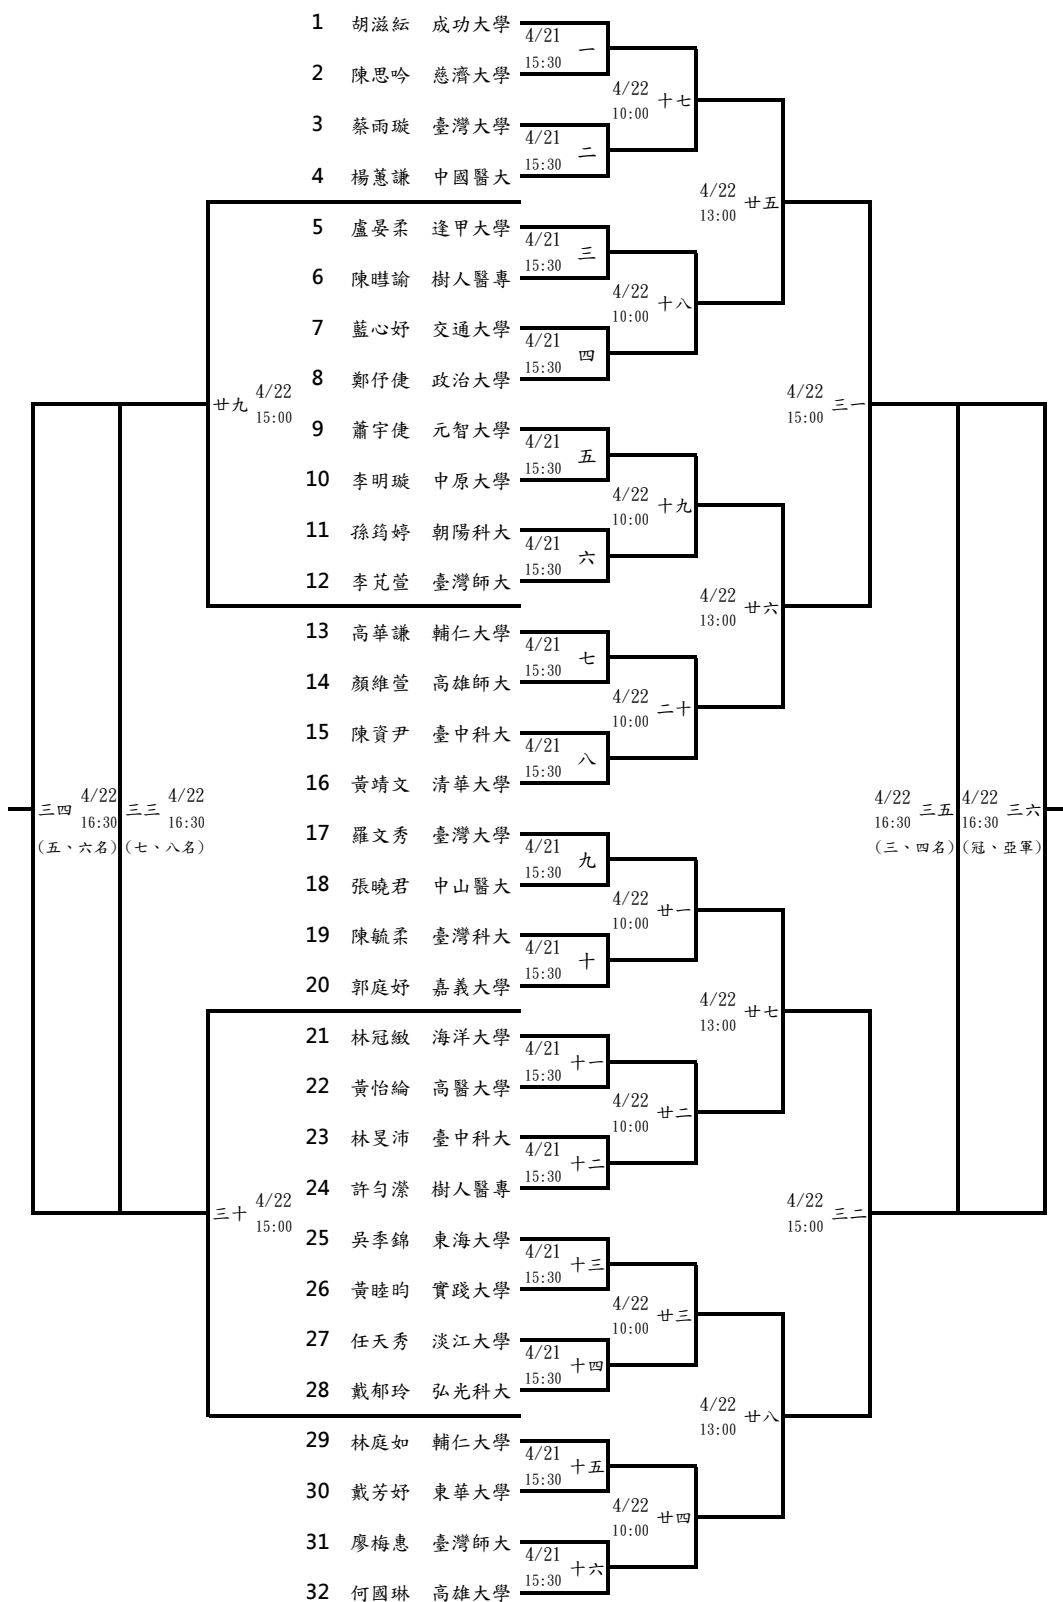 1 胡滋紜 成功大學
4/21
15:30 一
2 陳思吟 慈濟大學
4/22
10:00 十七
3 蔡雨璇 臺灣大學
4/21
15:30 二
4 楊蕙謙 中國醫大
4/22
13:00 廿五
5 盧晏柔 逢甲大學
4/21
15:30 三
6 陳暳諭 樹人醫專
4/22
10:00 十八
7 藍心妤 交通大學
4/21
15:30 四
8 鄭伃倢 政治大學
廿九 4/22
15:00
4/22
15:00 三一
9 蕭宇倢 元智大學
4/21
15:30 五
10 李明璇 中原大學
4/22
10:00 十九
11 孫筠婷 朝陽科大
4/21
15:30 六
12 李芃萱 臺灣師大
4/22
13:00 廿六
13 高華謙 輔仁大學
4/21
15:30 七
14 顏維萱 高雄師大
4/22
10:00 二十
15 陳資尹 臺中科大
4/21
15:30 八
16 黃靖文 清華大學
三四 4/22
16:30
(五、六名)
三三 4/22
16:30
(七、八名)
4/22
16:30 三五
(三、四名)
4/22
16:30 三六
(冠、亞軍)
17 羅文秀 臺灣大學
4/21
15:30 九
18 張曉君 中山醫大
4/22
10:00 廿一
19 陳毓柔 臺灣科大
4/21
15:30 十
20 郭庭妤 嘉義大學
4/22
13:00 廿七
21 林冠緻 海洋大學
4/21
15:30 十一
22 黃怡綸 高醫大學
4/22
10:00 廿二
23 林旻沛 臺中科大
4/21
15:30 十二
24 許勻瀠 樹人醫專
三十 4/22
15:00
4/22
15:00 三二
25 吳季錦 東海大學
4/21
15:30 十三
26 黃睦昀 實踐大學
4/22
10:00 廿三
27 任天秀 淡江大學
4/21
15:30 十四
28 戴郁玲 弘光科大
4/22
13:00 廿八
29 林庭如 輔仁大學
4/21
15:30 十五
30 戴芳妤 東華大學
4/22
10:00 廿四
31 廖梅惠 臺灣師大
4/21
15:30 十六
32 何國琳 高雄大學